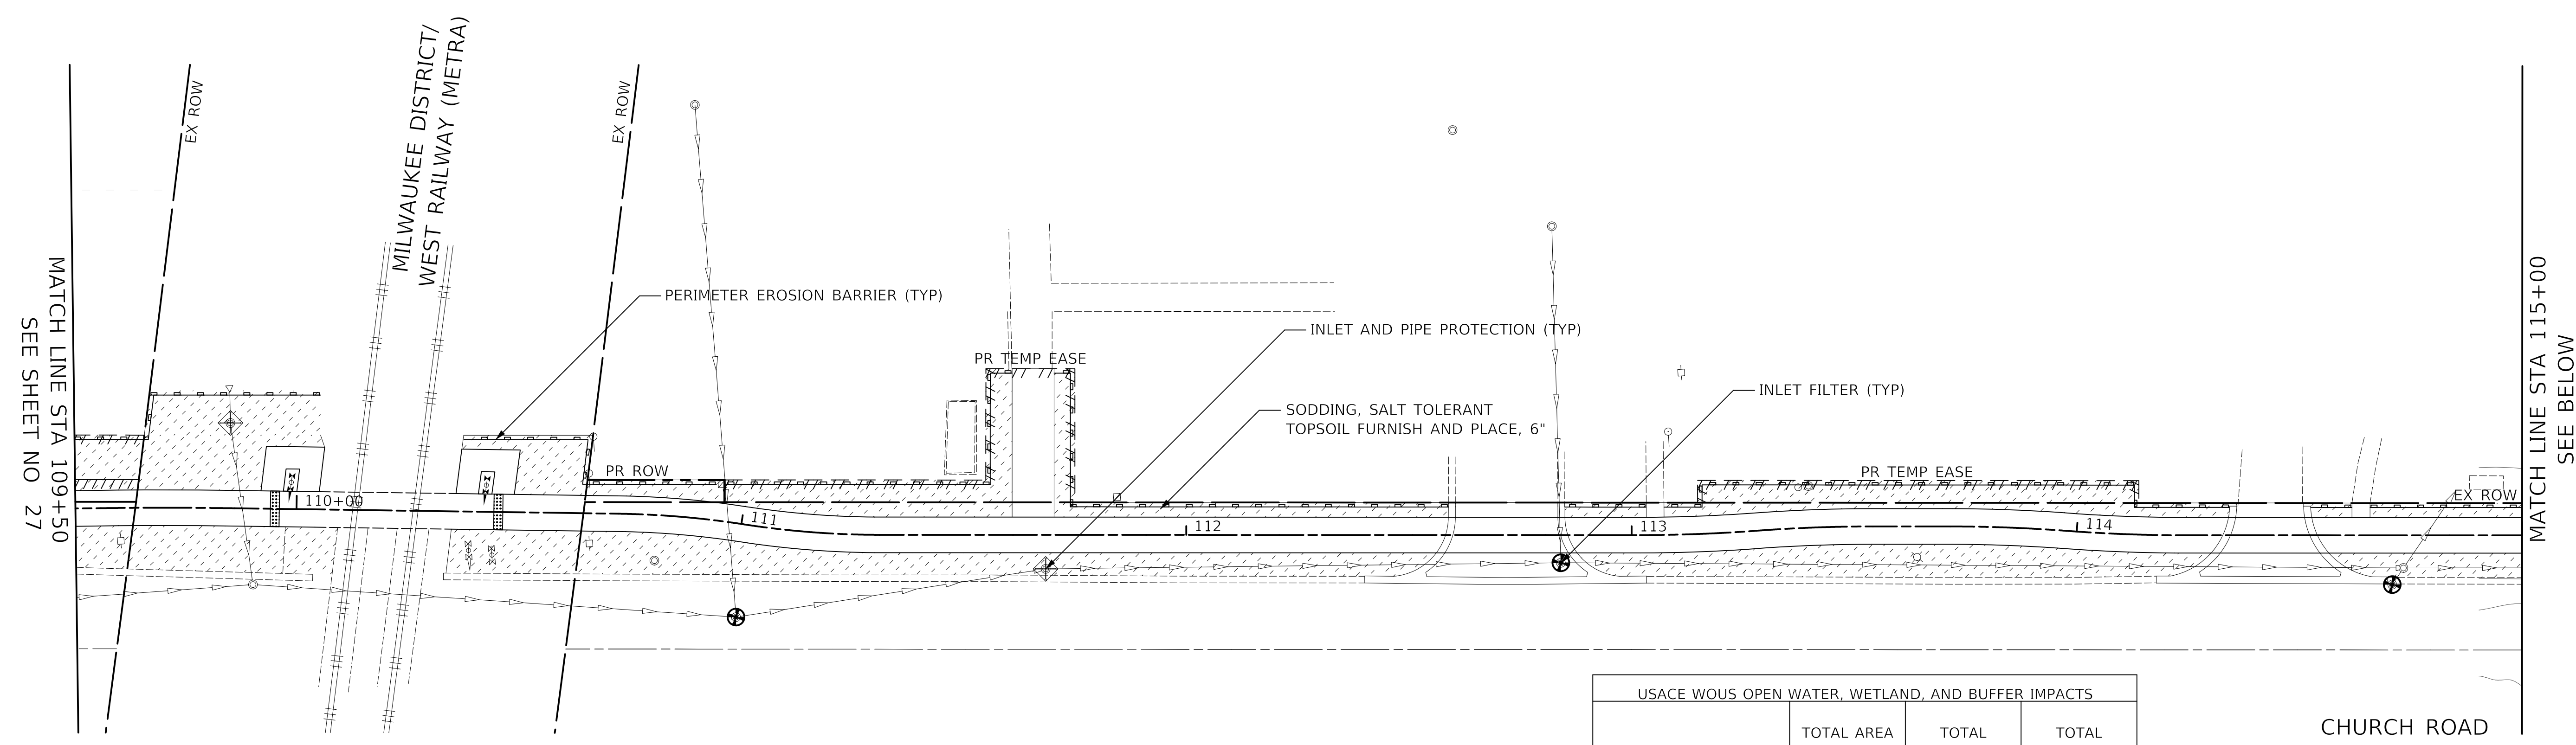 MATCH LINE STA 109+50
SEE SHEET NO 27
EX ROW
MILWAUKEE DISTRICT/
WEST RAILWAY (METRA)
EX ROW
PERIMETER EROSION BARRIER (TYP)
INLET AND PIPE PROTECTION (TYP)
PR TEMP EASE
INLET FILTER (TYP)
SODDING, SALT TOLERANT
TOPSOIL FURNISH AND PLACE, 6"
PR ROW
PR TEMP EASE
EX ROW
110+00
111
112
113
114
MATCH LINE STA 115+00
SEE BELOW
USACE WOUS OPEN WATER, WETLAND, AND BUFFER IMPACTS
TOTAL AREA
TOTAL
TOTAL
CHURCH ROAD